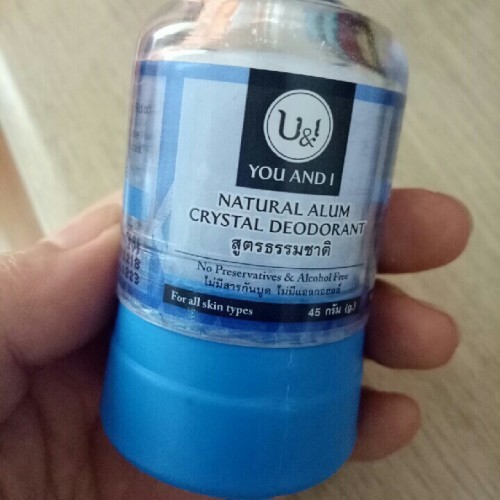 U&I
YOU AND I
NATURAL ALUM
CRYSTAL DEODORANT
สูตรธรรมชาติ
No Preservatives & Alcohol Free
ไม่มีสารกันบูด ไม่มีแอลกอฮอล์
For all skin types
45 กรัม (g.)